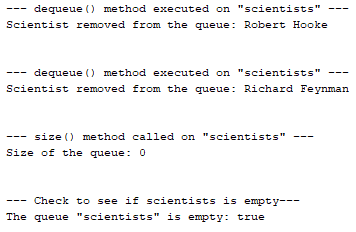 --- dequeue() method executed on "scientists" ---
Scientist removed from the queue: Robert Hooke
--- dequeue() method executed on "scientists" ---
Scientist removed from the queue: Richard Feynman
--- size() method called on "scientists" ---
Size of the queue: 0
--- Check to see if scientists is empty---
The queue "scientists" is empty: true